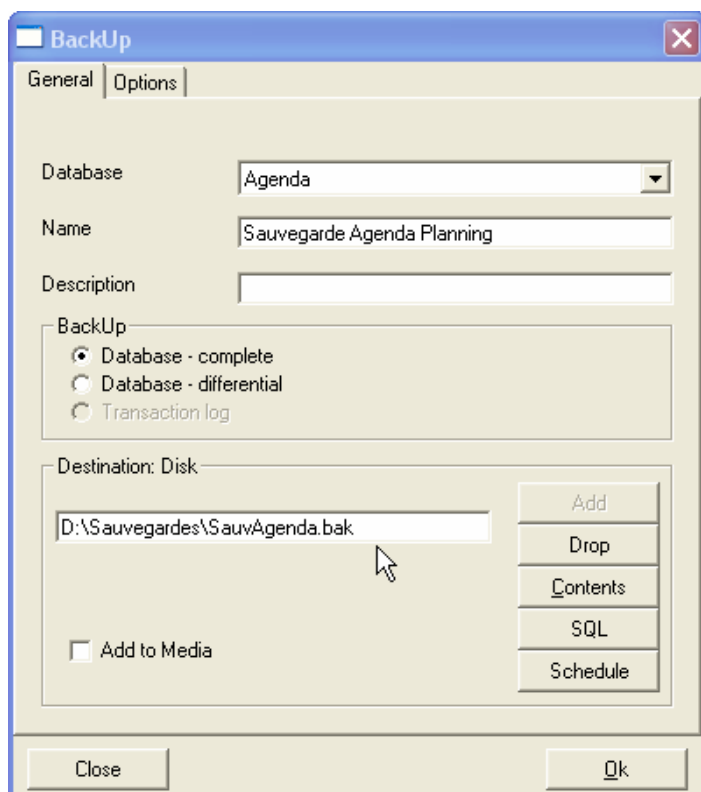 BackUp
General
Options
Database
Agenda
Name
Sauvegarde Agenda Planning
Description
BackUp
Database - complete
Database - differential
Transaction log
Destination: Disk
D:\Sauvegardes\SauvAgenda.bak
Add
Drop
Contents
SQL
Schedule
Add to Media
Close
Ok